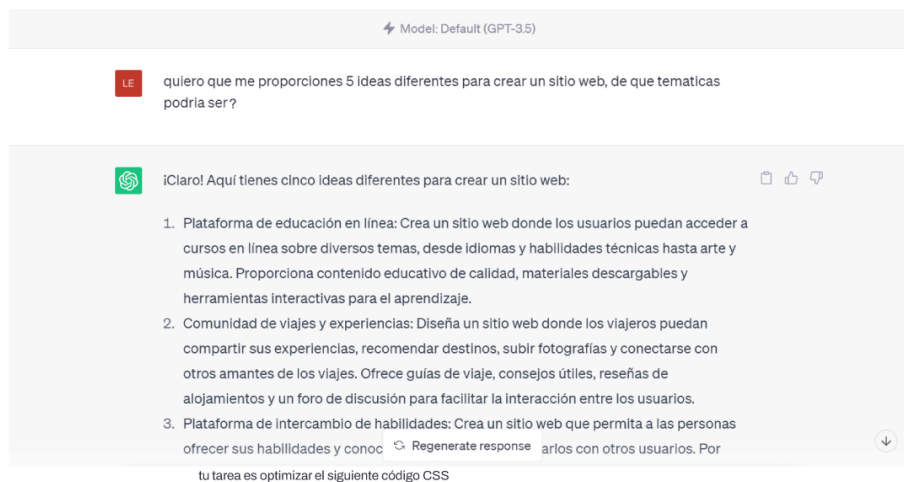 Model: Default (GPT-3.5)
LE
quiero que me proporciones 5 ideas diferentes para crear un sitio web, de que tematicas
podria ser?
¡Claro! Aquí tienes cinco ideas diferentes para crear un sitio web:
1. Plataforma de educación en línea: Crea un sitio web donde los usuarios puedan acceder a
cursos en línea sobre diversos temas, desde idiomas y habilidades técnicas hasta arte y
música. Proporciona contenido educativo de calidad, materiales descargables y
herramientas interactivas para el aprendizaje.
2. Comunidad de viajes y experiencias: Diseña un sitio web donde los viajeros puedan
compartir sus experiencias, recomendar destinos, subir fotografías y conectarse con
otros amantes de los viajes. Ofrece guías de viaje, consejos útiles, reseñas de
alojamientos y un foro de discusión para facilitar la interacción entre los usuarios.
3. Plataforma de intercambio de habilidades: Crea un sitio web que permita a las personas
ofrecer sus habilidades y conoc arlos con otros usuarios. Por
Regenerate response
tu tarea es optimizar el siguiente código CSS